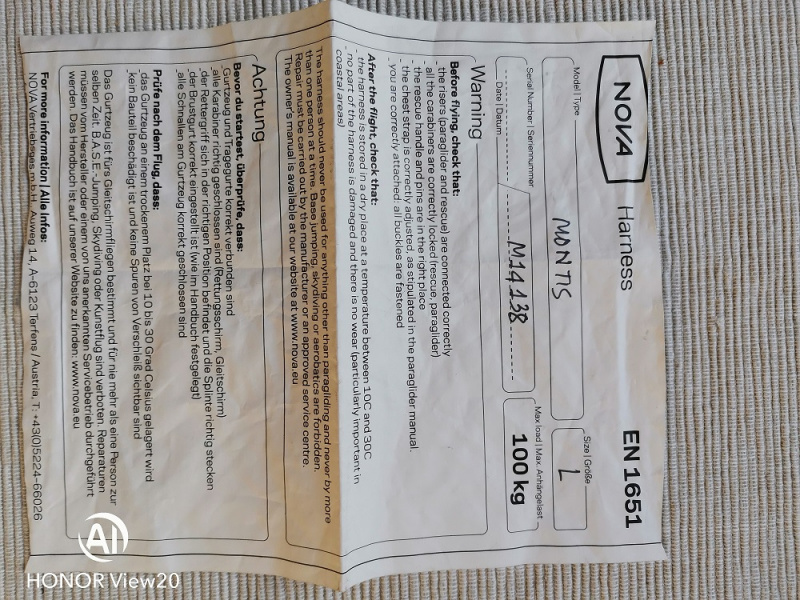 NOVA Harness EN 1651
Model | Type
MONTIS
Size | Größe
L
Serial Number | Seriennummer
M14138
Date | Datum
Max load | Max. Anhängelast
100 kg
Warning
Before flying, check that:
- the risers (paraglider and rescue) are connected correctly
- all the carabiners are correctly locked (rescue, paraglider)
- the rescue handle and pins are in the right place
- the chest strap is correctly adjusted, as stipulated in the paraglider manual.
- you are correctly attached: all buckles are fastened
After the flight, check that:
- the harness is stored in a dry place at a temperature between 10C and 30C
- no part of the harness is damaged and there is no wear (particularly important in
coastal areas)
The harness should never be used for anything other than paragliding and never by more
than one person at a time. Base jumping, skydiving or aerobatics are forbidden.
Repair must be carried out by the manufacturer or an approved service centre.
The owner's manual is available at our website at www.nova.eu
Achtung
Bevor du startest, überprüfe, dass:
- Gurtzeug und Tragegurte korrekt verbunden sind
- alle Karabiner richtig geschlossen sind (Rettungsschirm, Gleitschirm)
- der Rettergriff sich in der richtigen Position befindet und die Splinte richtig stecken
- der Brustgurt korrekt eingestellt ist (wie im Handbuch festgelegt)
- alle Schnallen am Gurtzeug korrekt geschlossen sind
Prüfe nach dem Flug, dass:
- das Gurtzeug an einem trockenem Platz bei 10 bis 30 Grad Celsius gelagert wird
- kein Bauteil beschädigt ist und keine Spuren von Verschleiß sichtbar sind
Das Gurtzeug ist fürs Gleitschirmfliegen bestimmt und für nie mehr als eine Person zur
selben Zeit. B.A.S.E-Jumping, Skydiving oder Kunstflug sind verboten. Reparaturen
müssen vom Hersteller oder einem von uns anerkannten Servicebetrieb durchgeführt
werden. Das Handbuch ist auf unserer Website zu finden: www.nova.eu
For more information | Alle Infos:
NOVA Vertriebsges.m.b.H., Auweg 14, A-6123 Terfens / Austria, T: +43(0)5224-66026
AI
HONOR View20